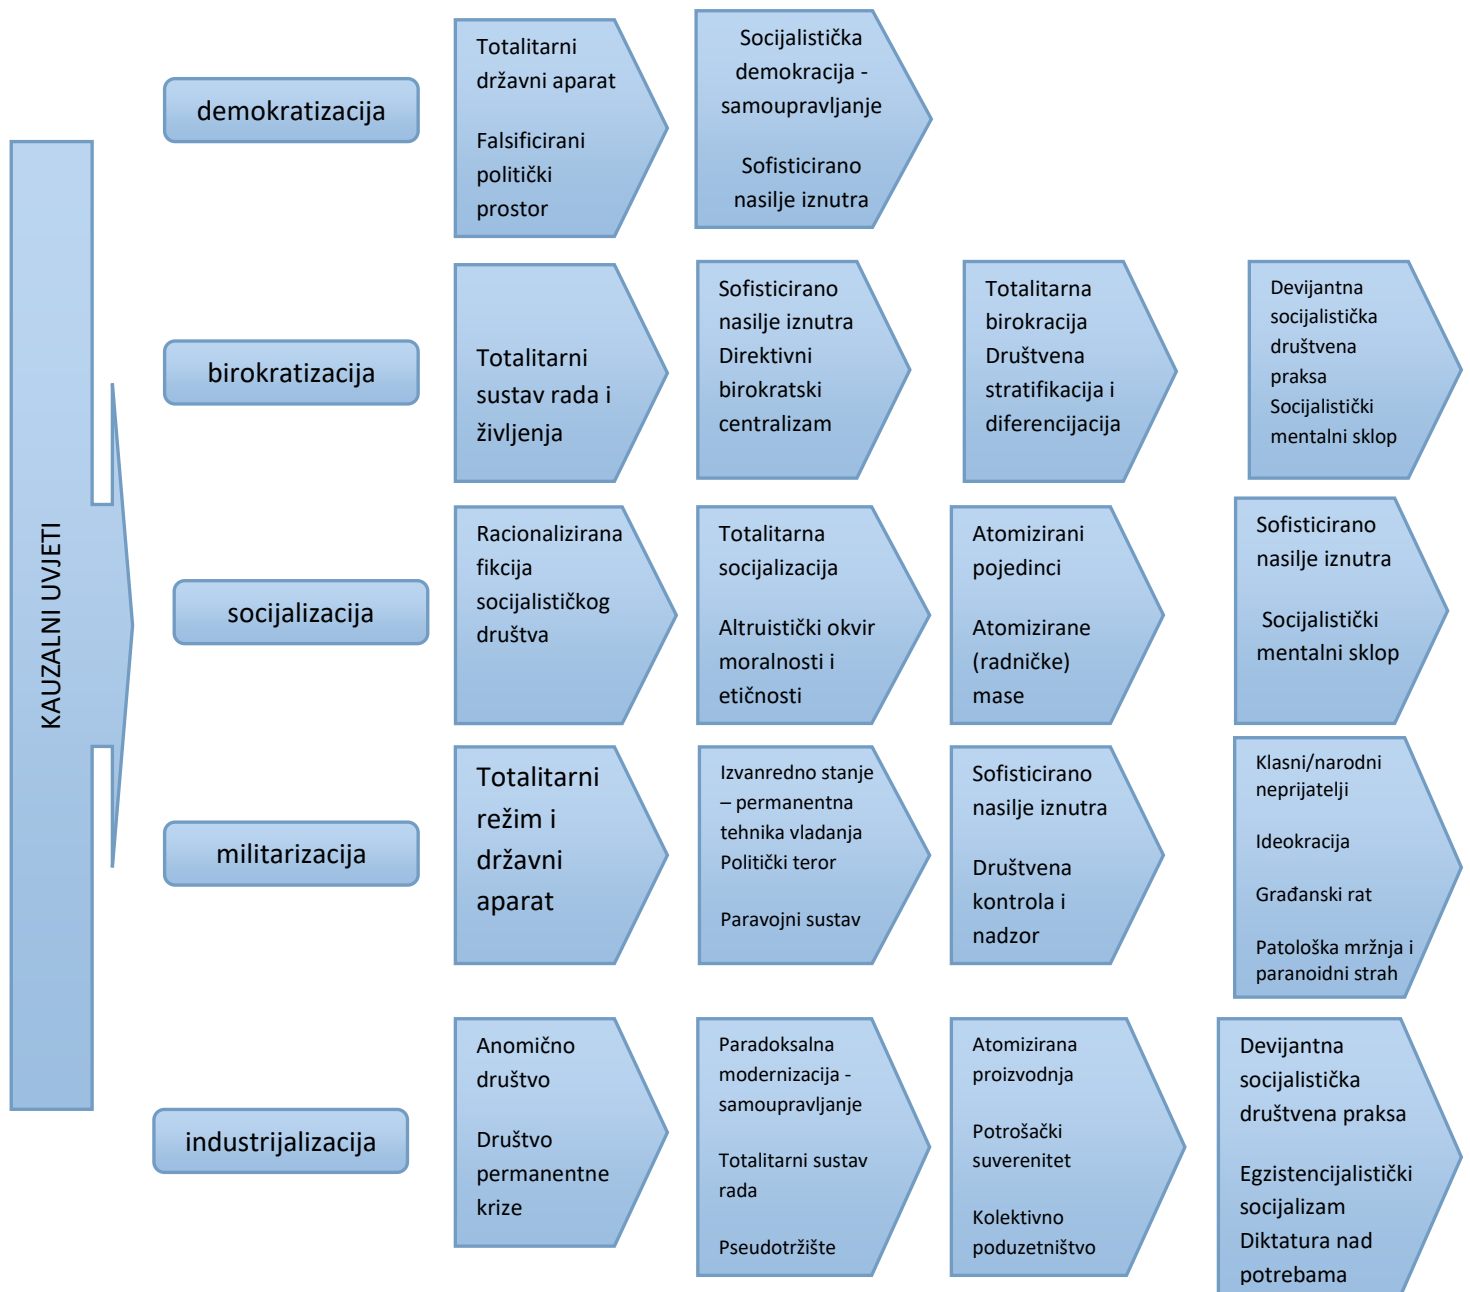 KAUZALNI UVJETI
demokratizacija
Totalitarni
državni aparat
Falsificirani
politički
prostor
Socijalistička
demokracija -
samoupravljanje
Sofisticirano
nasilje iznutra
birokratizacija
Totalitarni
sustav rada i
življenja
Sofisticirano
nasilje iznutra
Direktivni
birokratski
centralizam
Totalitarna
birokracija
Društvena
stratifikacija i
diferencijacija
Devijantna
socijalistička
društvena
praksa
Socijalistički
mentalni sklop
socijalizacija
Racionalizirana
fikcija
socijalističkog
društva
Totalitarna
socijalizacija
Altruistički okvir
moralnosti i
etičnosti
Atomizirani
pojedinci
Atomizirane
(radničke)
mase
Sofisticirano
nasilje iznutra
Socijalistički
mentalni sklop
militarizacija
Totalitarni
režim i
državni
aparat
Izvanredno stanje
– permanentna
tehnika vladanja
Politički teror
Paravojni sustav
Sofisticirano
nasilje iznutra
Društvena
kontrola i
nadzor
Klasni/narodni
neprijatelji
Ideokracija
Građanski rat
Patološka mržnja i
paranoidni strah
industrijalizacija
Anomično
društvo
Društvo
permanentne
krize
Paradoksalna
modernizacija -
samoupravljanje
Totalitarni sustav
rada
Pseudotržište
Atomizirana
proizvodnja
Potrošački
suverenitet
Kolektivno
poduzetništvo
Devijantna
socijalistička
društvena praksa
Egzistencijalistički
socijalizam
Diktatura nad
potrebama